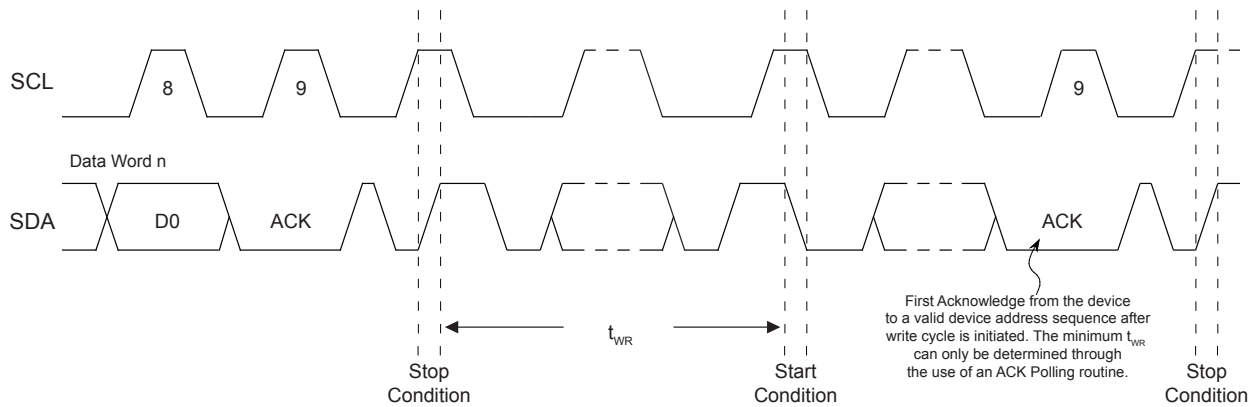 SCL
8
9
9
Data Word n
SDA
D0
ACK
ACK
First Acknowledge from the device
to a valid device address sequence after
write cycle is initiated. The minimum tWR
can only be determined through
the use of an ACK Polling routine.
tWR
Stop
Condition
Start
Condition
Stop
Condition